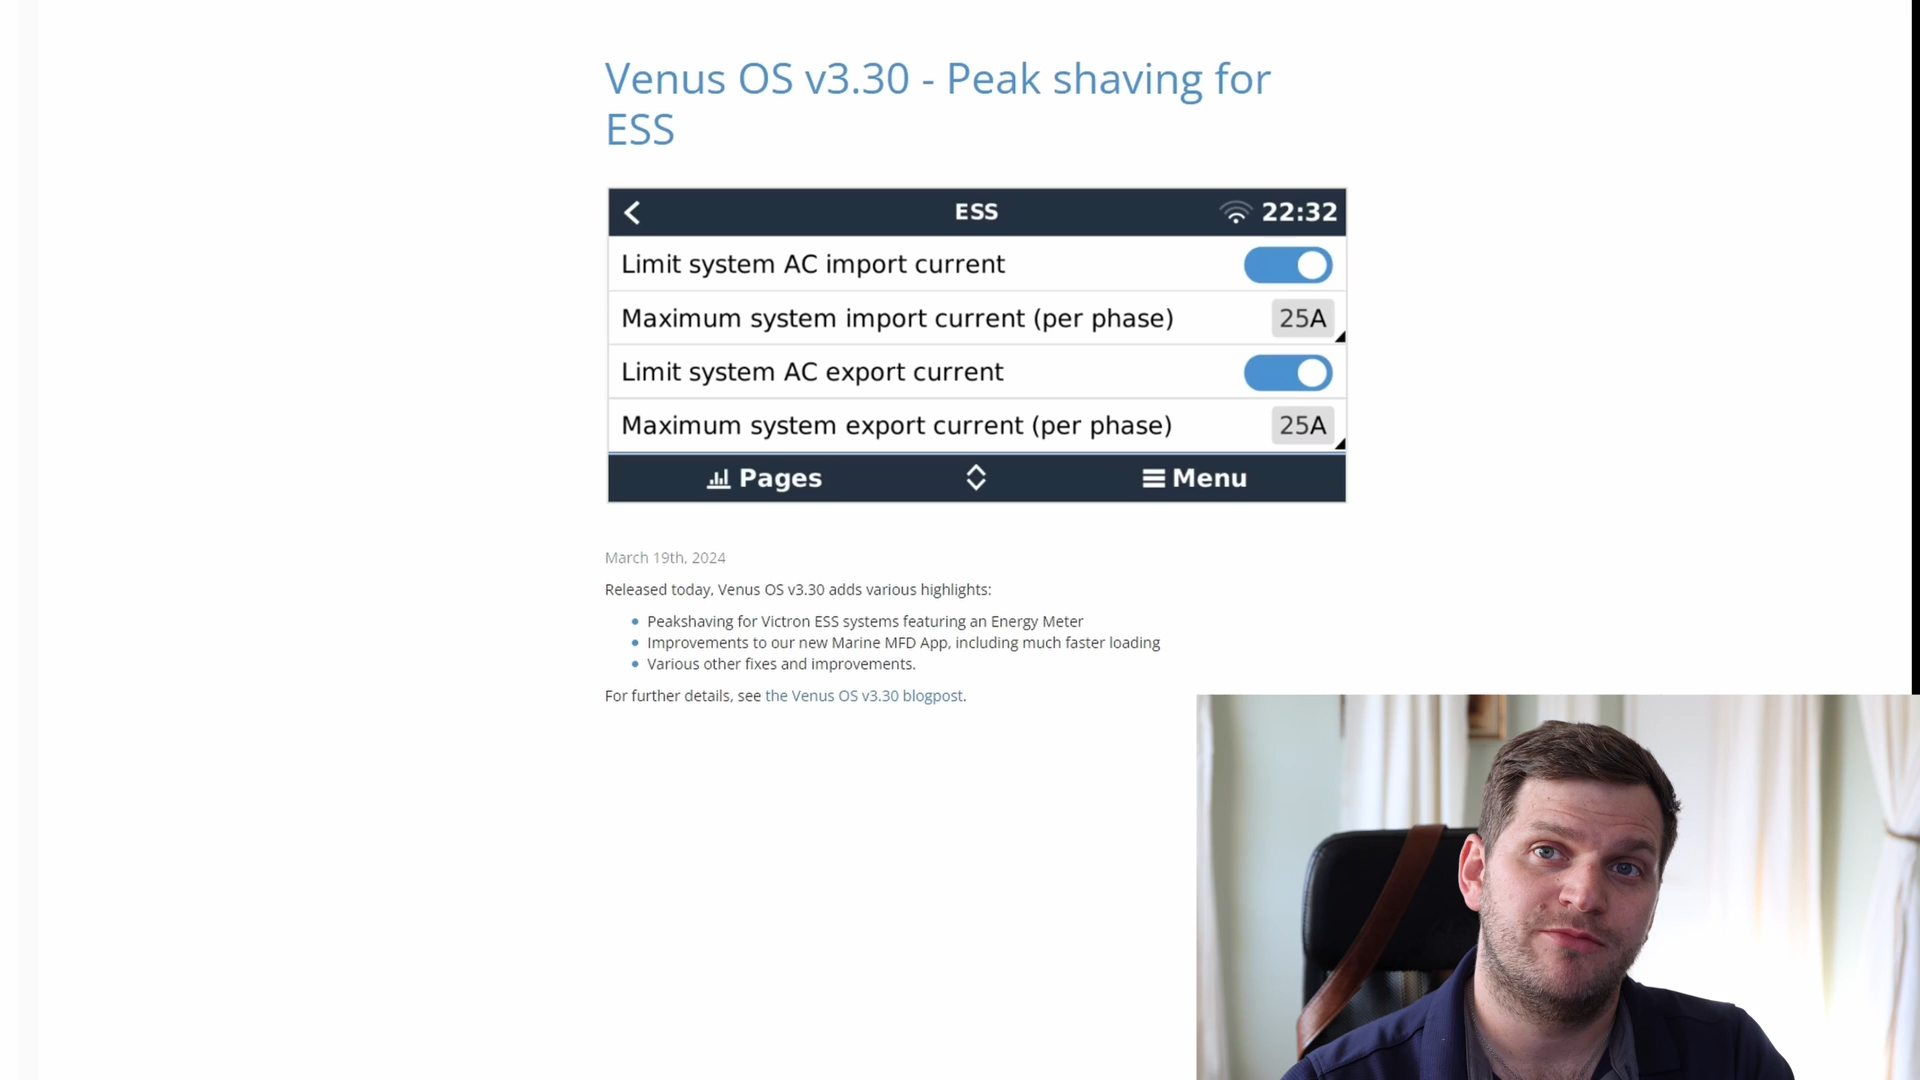 Venus OS v3.30 - Peak shaving for
ESS
ESS
22:32
Limit system AC import current
Maximum system import current (per phase)
25A
Limit system AC export current
Maximum system export current (per phase)
25A
Pages
Menu
March 19th, 2024
Released today, Venus OS v3.30 adds various highlights:
Peakshaving for Victron ESS systems featuring an Energy Meter
Improvements to our new Marine MFD App, including much faster loading
Various other fixes and improvements.
For further details, see the Venus OS v3.30 blogpost.